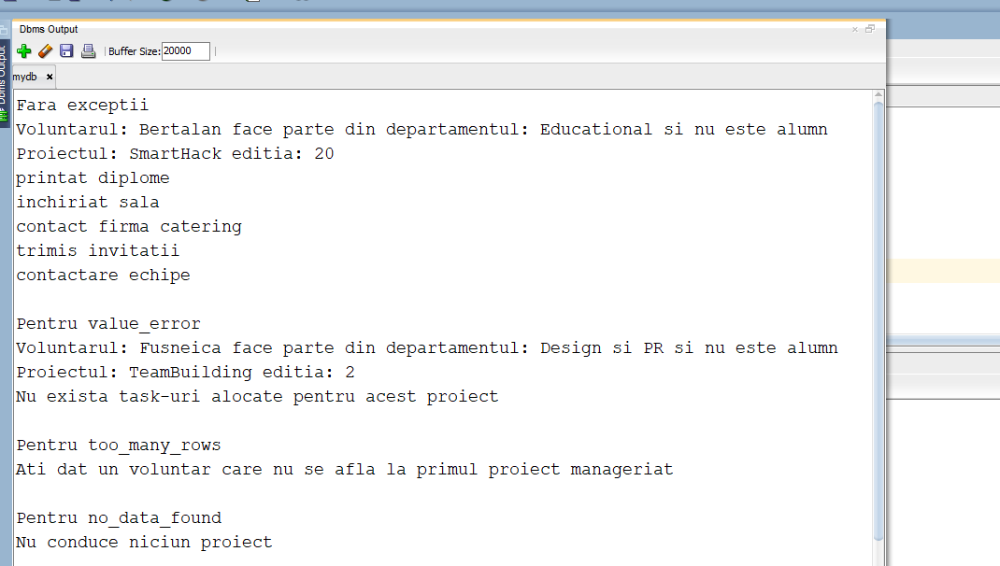 Dbms Output
Buffer Size: 20000
mydb
Dbms Output
Fara exceptii
Voluntarul: Bertalan face parte din departamentul: Educational si nu este alumn
Proiectul: SmartHack editia: 20
printat diplome
inchiriat sala
contact firma catering
trimis invitatii
contactare echipe
Pentru value_error
Voluntarul: Fusneica face parte din departamentul: Design si PR si nu este alumn
Proiectul: TeamBuilding editia: 2
Nu exista task-uri alocate pentru acest proiect
Pentru too_many_rows
Ati dat un voluntar care nu se afla la primul proiect manageriat
Pentru no_data_found
Nu conduce niciun proiect